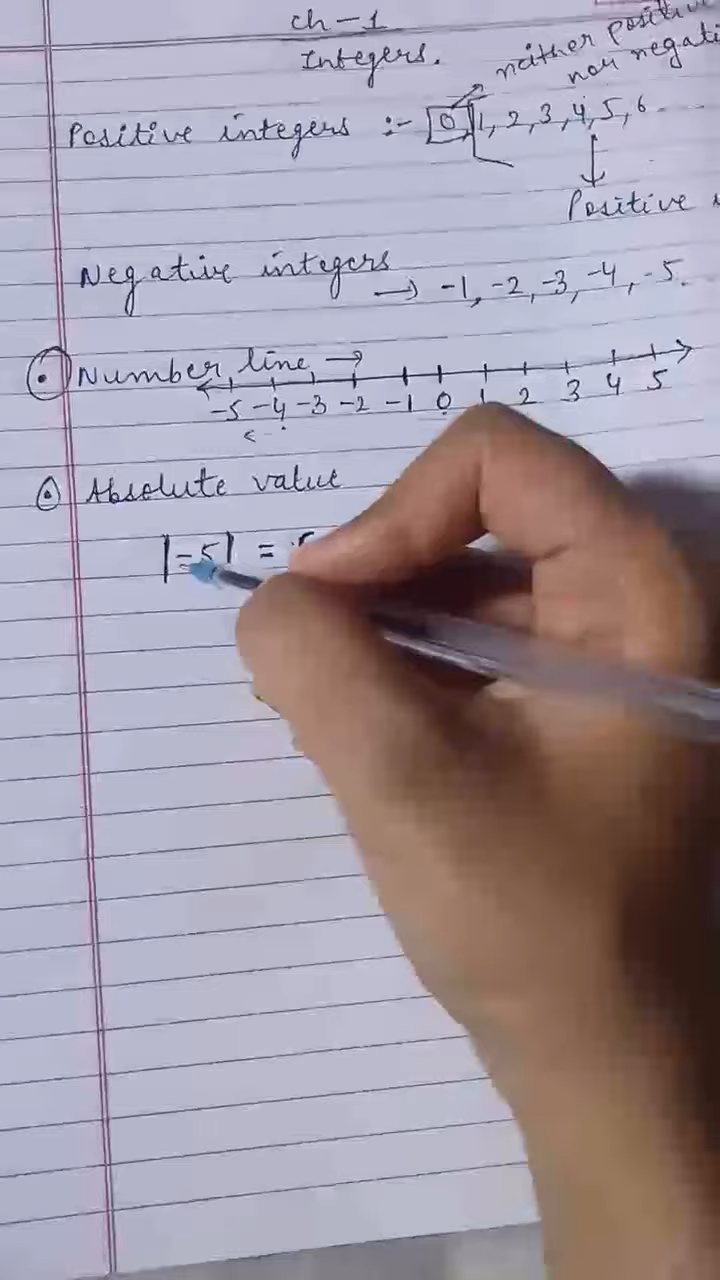 ch-1
Integers.
neither positive
nor negati
Positive integers :- 0, 1, 2, 3, 4, 5, 6
Positive
Negative integers
→ -1, -2, -3, -4, -5.
Number line →
-5 -4 -3 -2 -1 0 1 2 3 4 5
Absolute value
|-5| = 5